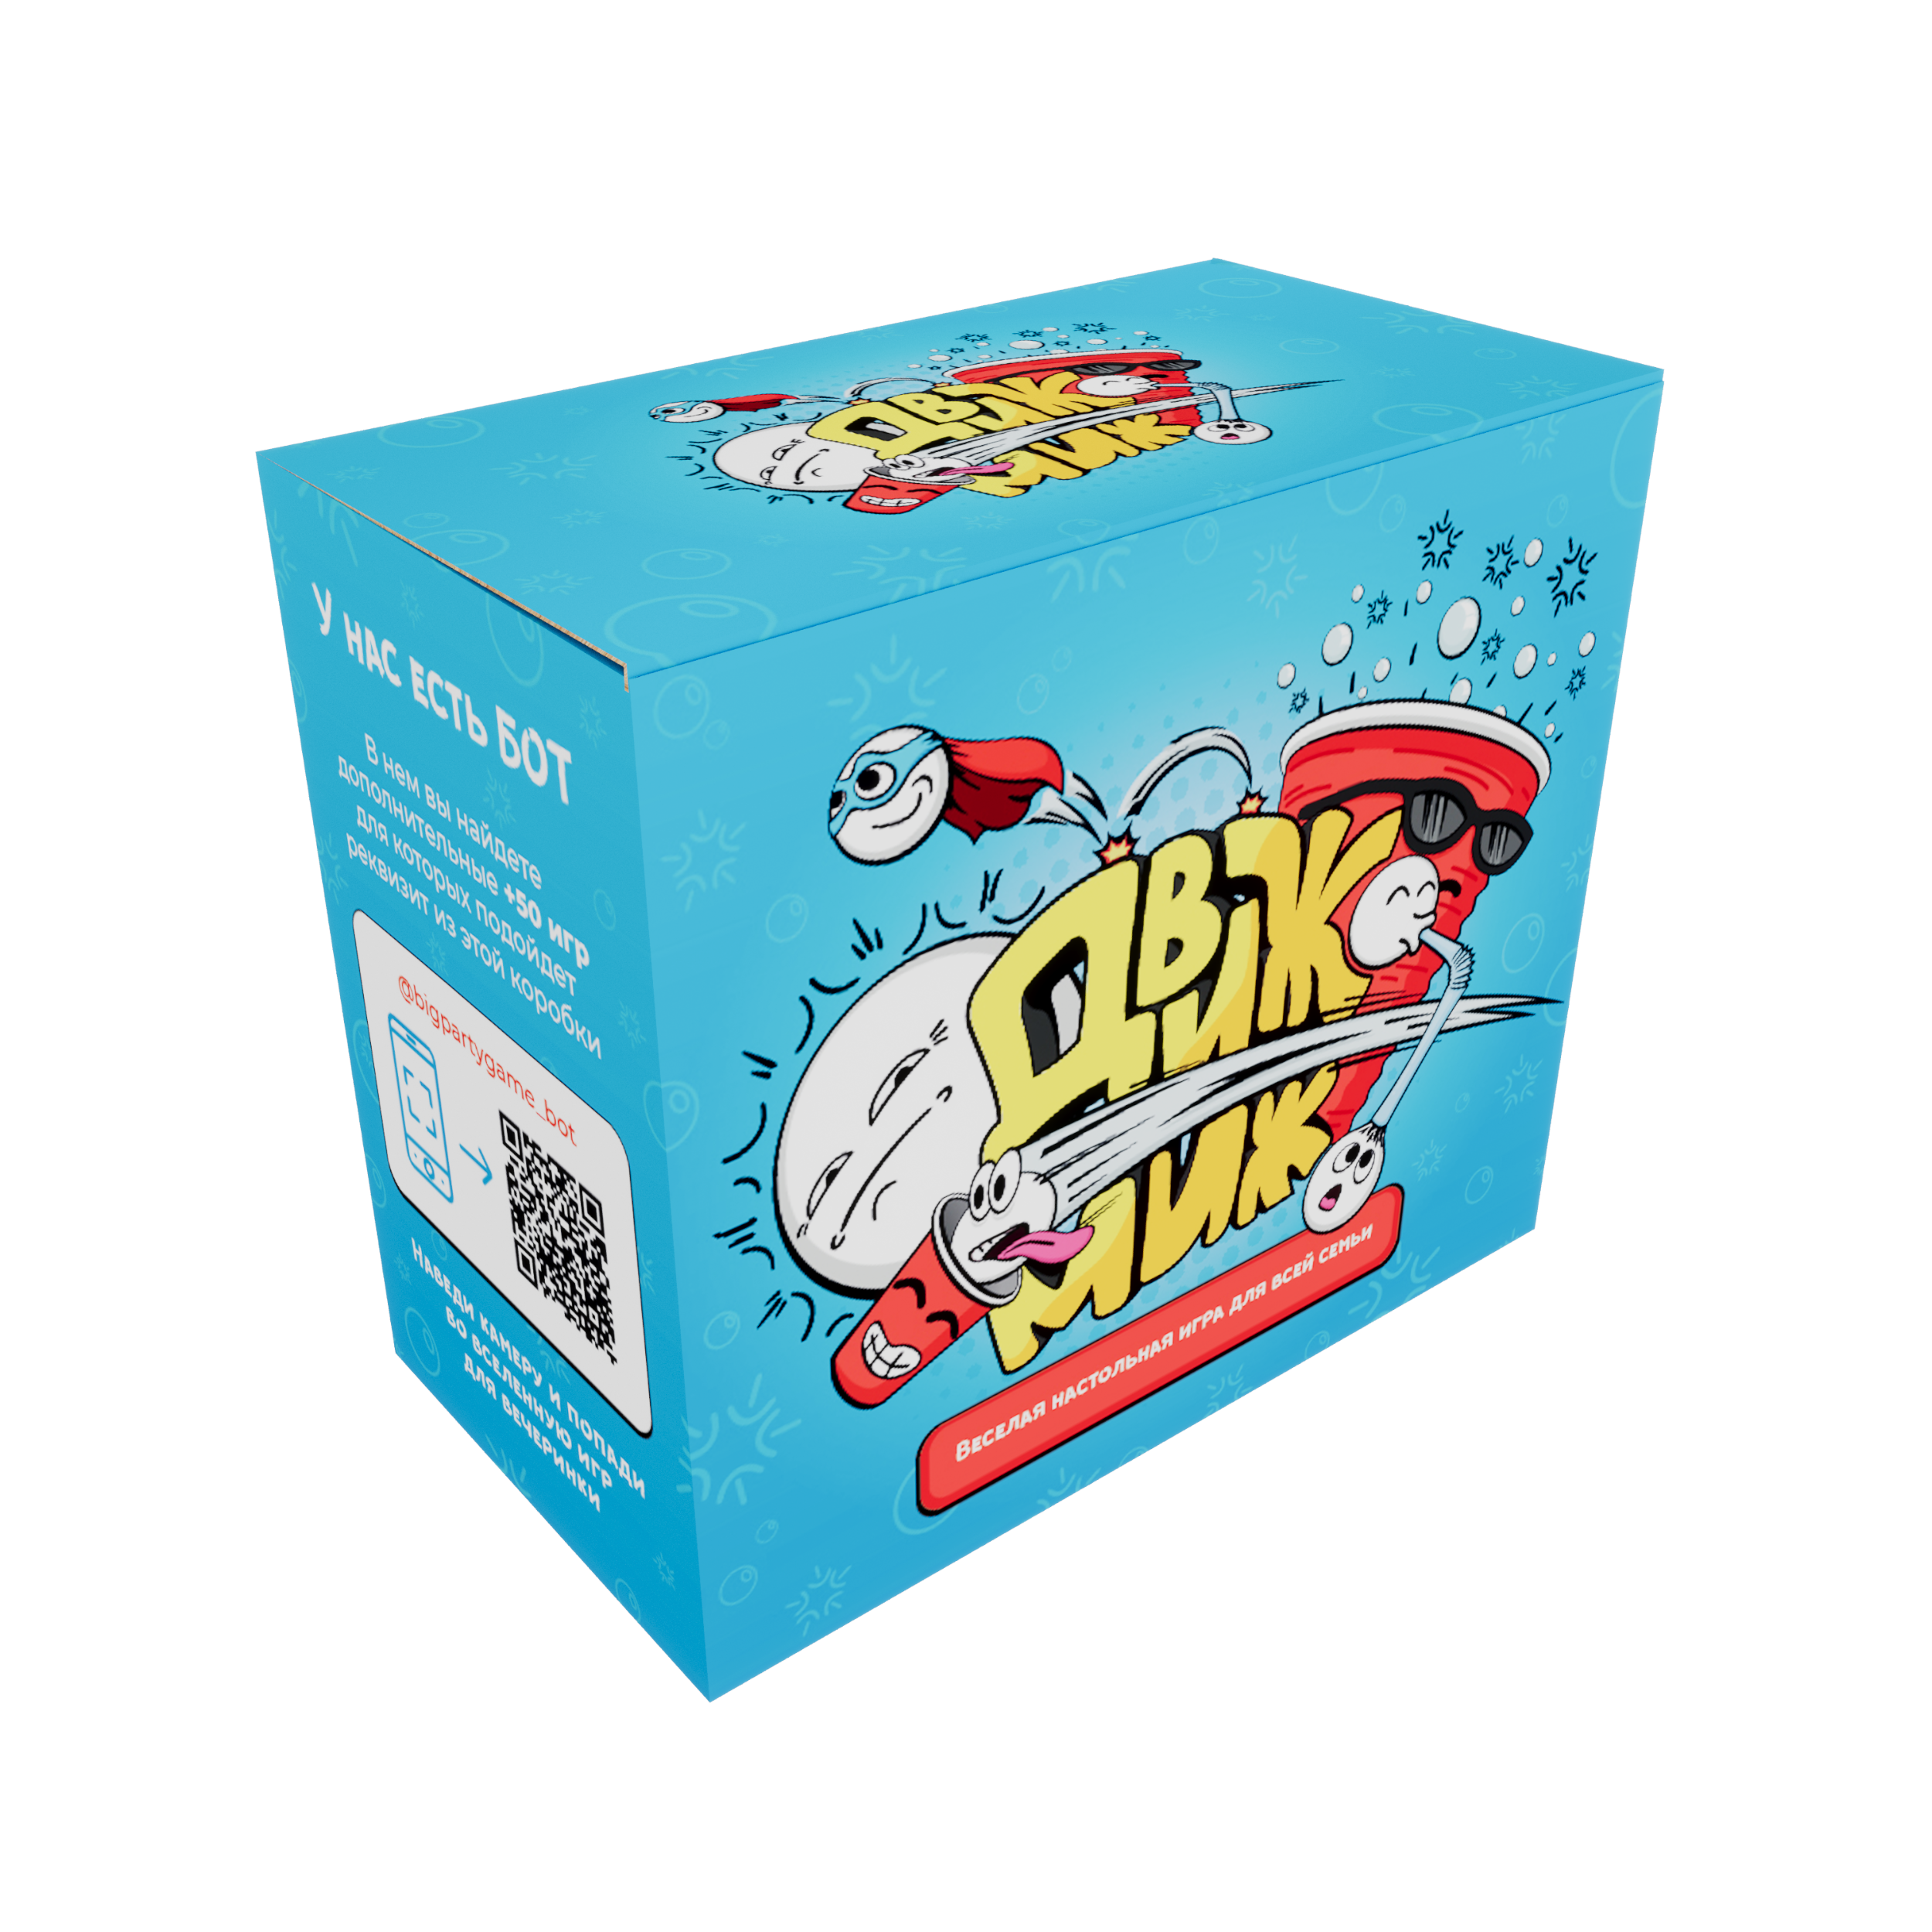 ДВИЖ
МИЖ
У НАС ЕСТЬ БОТ
В нем вы найдете
дополнительные +50 игр
для которых подойдет
реквизит из этой коробки
@bigpartygame_bot
НАВЕДИ КАМЕРУ И ПОПАДИ
ВО ВСЕЛЕННУЮ ИГР
ДЛЯ ВЕЧЕРИНКИ
ДВИЖ
МИЖ
ВЕСЕЛАЯ НАСТОЛЬНАЯ ИГРА ДЛЯ ВСЕЙ СЕМЬИ